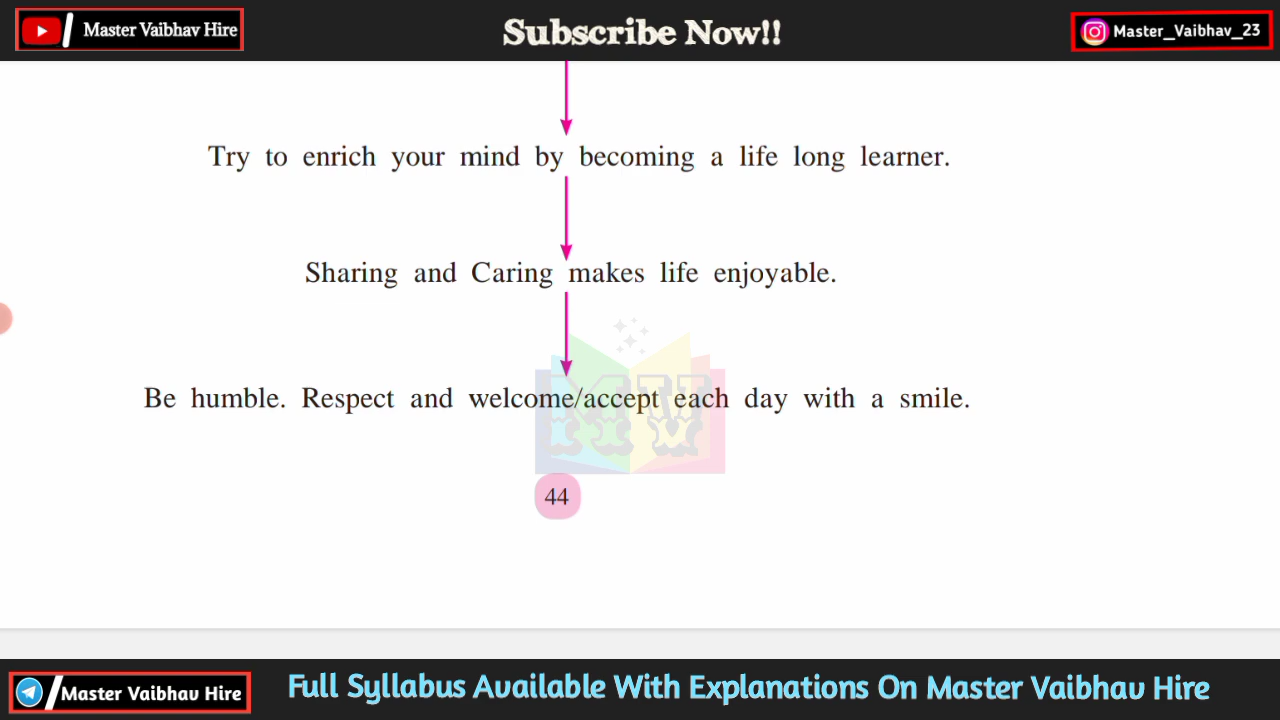 Master Vaibhav Hire
Subscribe Now!!
Master_Vaibhav_23
Try to enrich your mind by becoming a life long learner.
Sharing and Caring makes life enjoyable.
Be humble. Respect and welcome/accept each day with a smile.
MV
44
Master Vaibhav Hire
Full Syllabus Available With Explanations On Master Vaibhav Hire